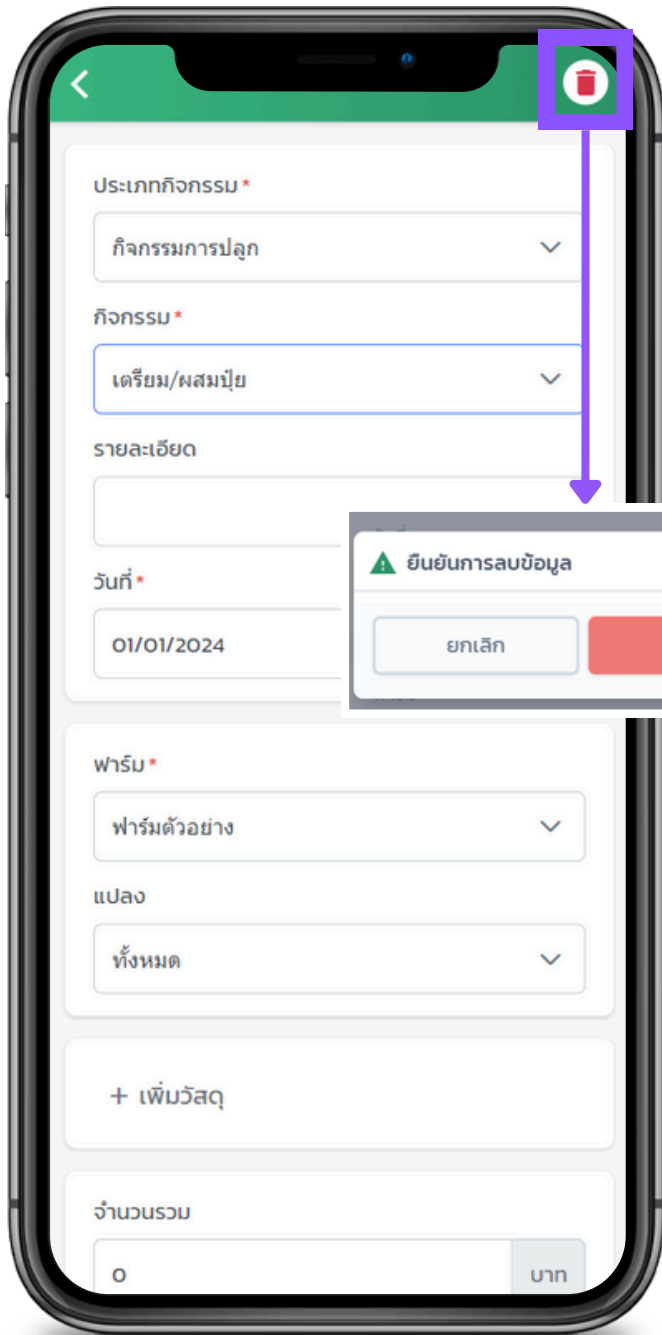 ประเภทกิจกรรม *
กิจกรรมการปลูก
กิจกรรม *
เตรียม/ผสมปุ๋ย
รายละเอียด
วันที่ *
01/01/2024
ยืนยันการลบข้อมูล
ยกเลิก
ฟาร์ม *
ฟาร์มตัวอย่าง
แปลง
ทั้งหมด
+ เพิ่มวัสดุ
จำนวนรวม
0 บาท